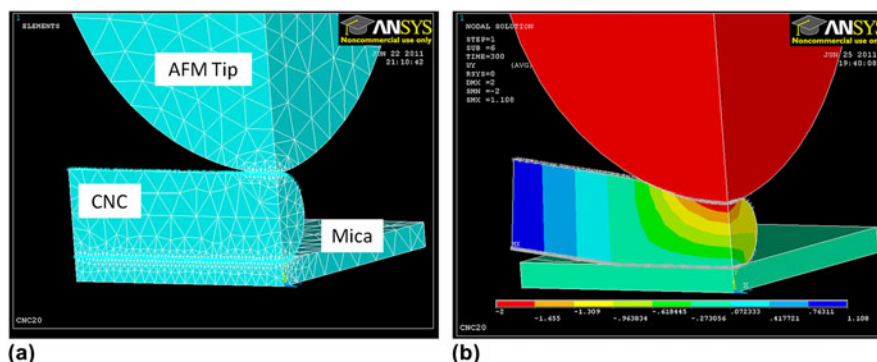 1
ELEMENTS
ANSYS
Noncommercial use only
JUN 22 2011
21:10:42
AFM Tip
CNC
Mica
CNC20
(a)
1
NODAL SOLUTION
STEP=1
SUB =6
TIME=300
UY (AVG)
RSYS=0
DMX =2
SMN =-2
SMX =1.108
ANSYS
Noncommercial use only
JUN 25 2011
19:40:08
MX
-2 -1.655 -1.309 -.963834 -.618445 -.273056 .072333 .417721 .76311 1.108
CNC20
(b)